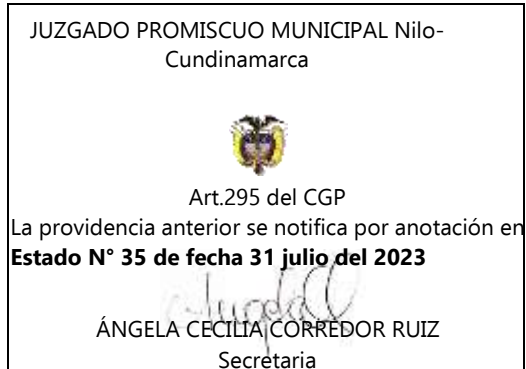 JUZGADO PROMISCUO MUNICIPAL Nilo-
Cundinamarca
Art.295 del CGP
La providencia anterior se notifica por anotación en
Estado N° 35 de fecha 31 julio del 2023
ÁNGELA CECILIA CORREDOR RUIZ
Secretaria